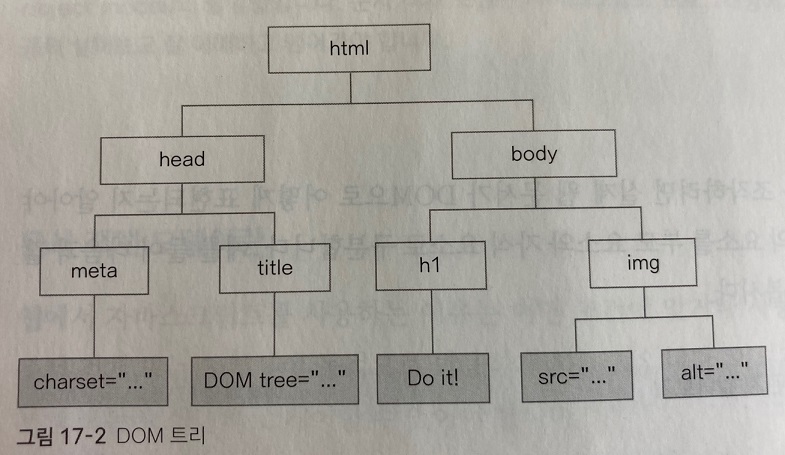 html
head
body
meta
title
h1
img
charset="..."
DOM tree="..."
Do it!
src="..."
alt="..."
그림 17-2 DOM 트리